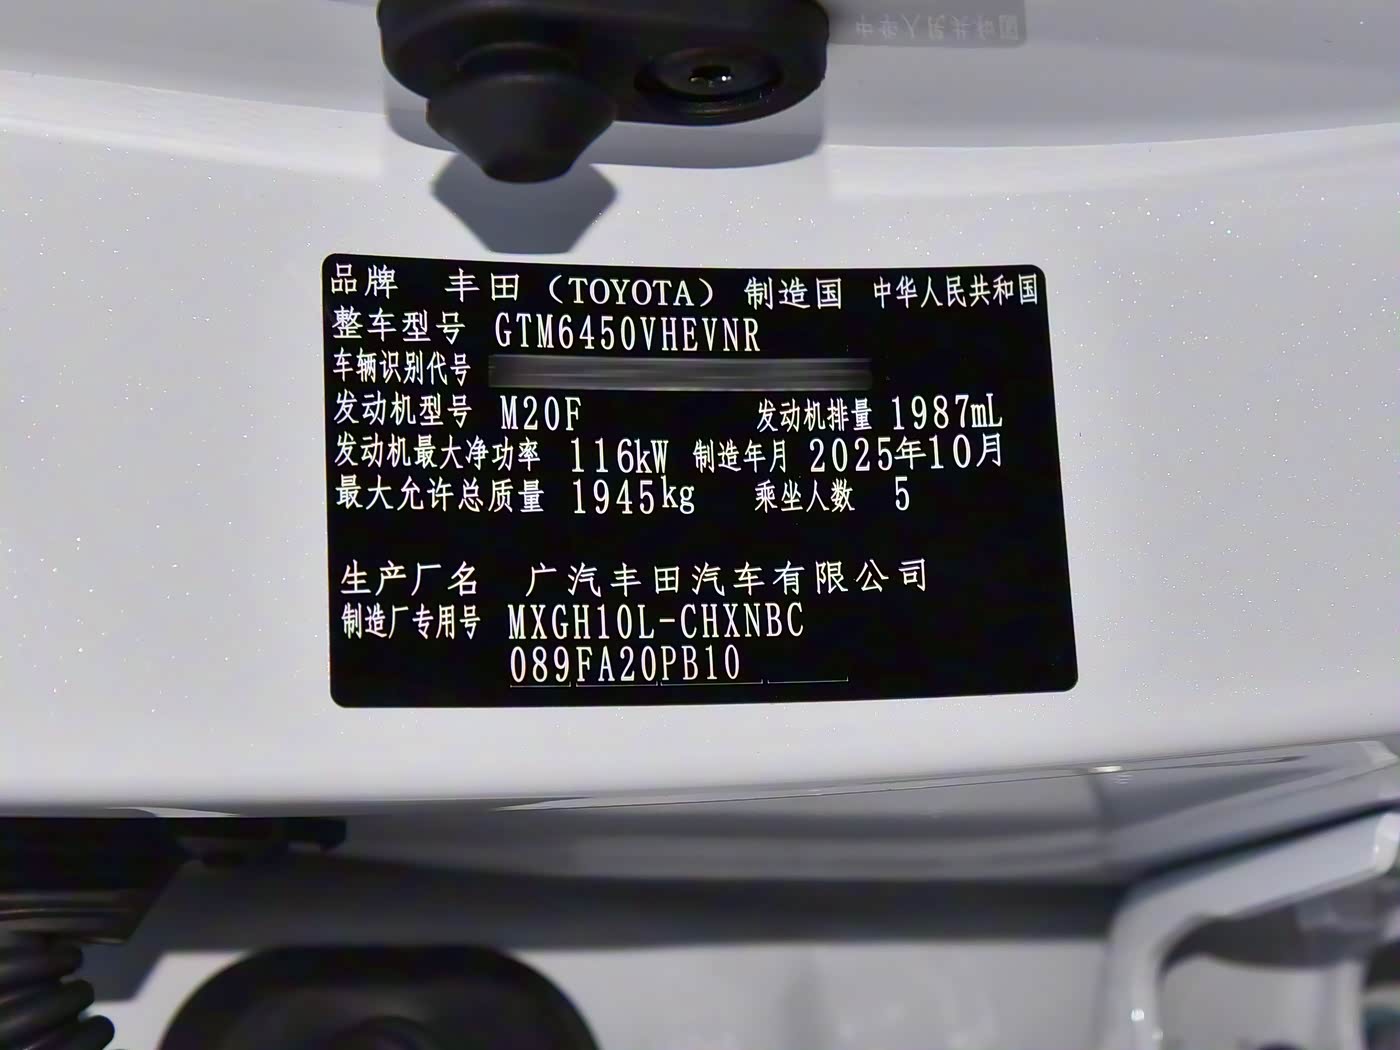 品牌 丰田（TOYOTA） 制造国 中华人民共和国
整车型号 GTM6450VHEVNR
车辆识别代号
发动机型号 M20F 发动机排量 1987mL
发动机最大净功率 116kW 制造年月 2025年10月
最大允许总质量 1945kg 乘坐人数 5
生产厂名 广汽丰田汽车有限公司
制造厂专用号 MXGH10L-CHXNBC
089FA20PB10